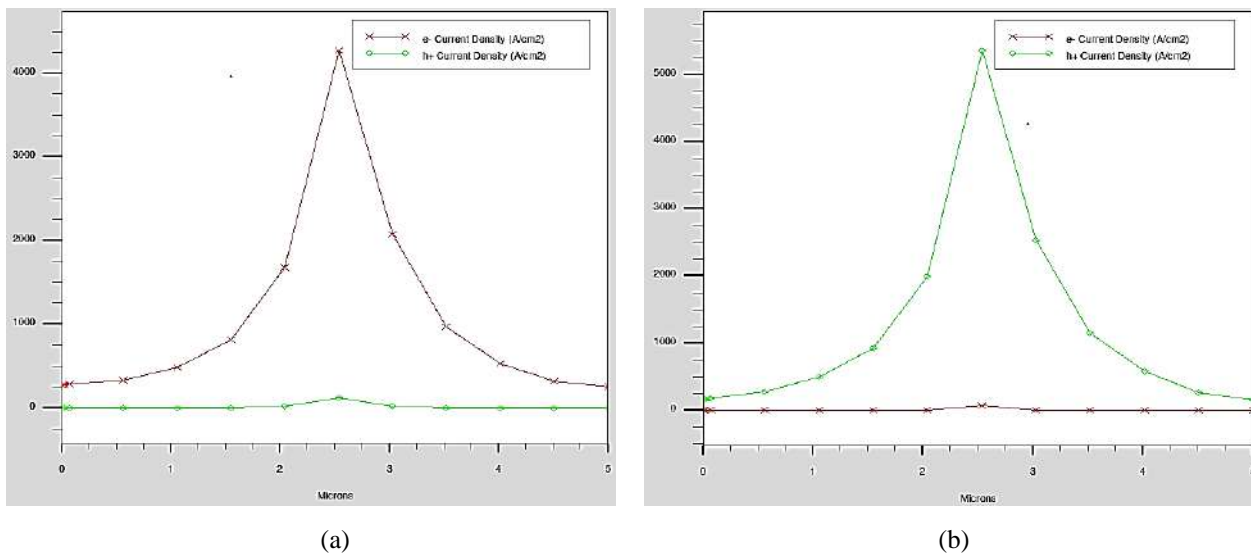 e- Current Density (A/cm2)
h+ Current Density (A/cm2)
4000
3000
2000
1000
0
0 1 2 3 4 5
Microns
(a)
e- Current Density (A/cm2)
h+ Current Density (A/cm2)
5000
4000
3000
2000
1000
0
0 1 2 3 4
Microns
(b)